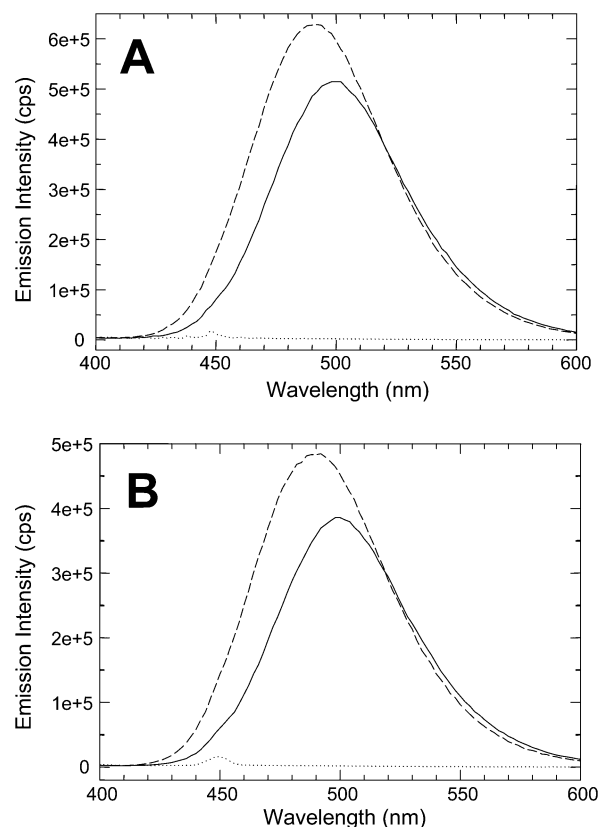 A
6e+5
5e+5
4e+5
3e+5
2e+5
1e+5
0
Emission Intensity (cps)
400 450 500 550 600
Wavelength (nm)
B
5e+5
4e+5
3e+5
2e+5
1e+5
0
Emission Intensity (cps)
400 450 500 550 600
Wavelength (nm)